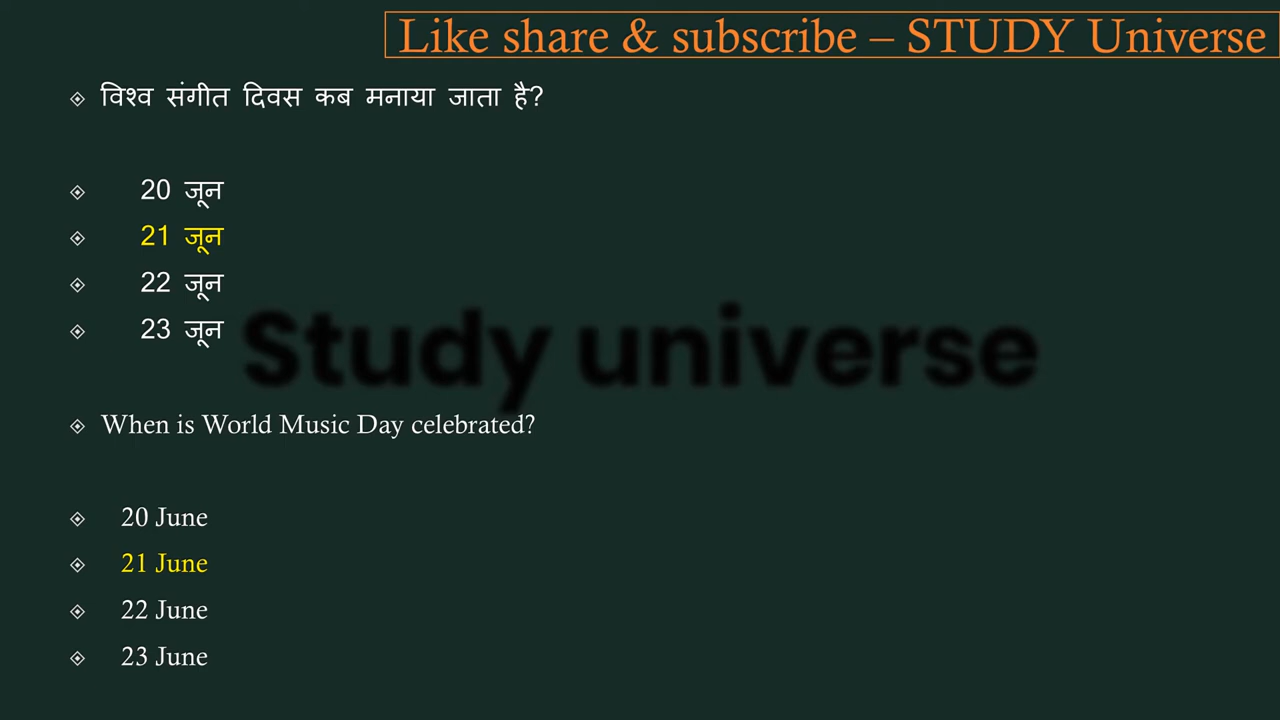 Like share & subscribe – STUDY Universe
विश्व संगीत दिवस कब मनाया जाता है?
20 जून
21 जून
22 जून
23 जून
Study universe
When is World Music Day celebrated?
20 June
21 June
22 June
23 June